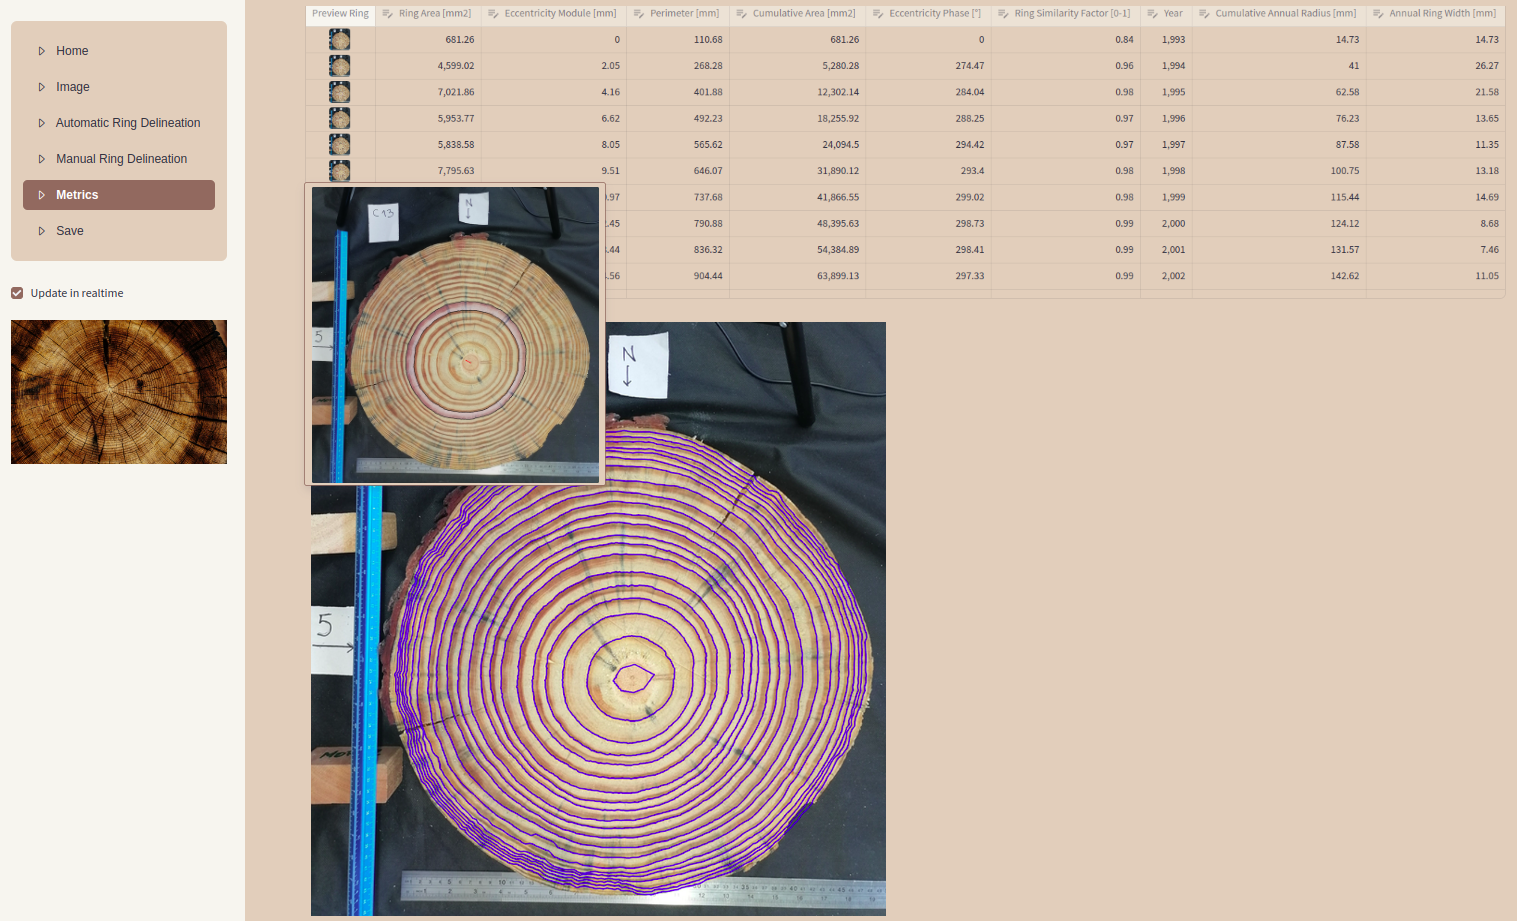 Home
Image
Automatic Ring Delineation
Manual Ring Delineation
Metrics
Save
Update in realtime
Preview Ring Ring Area [mm2] Eccentricity Module [mm] Perimeter [mm] Cumulative Area [mm2] Eccentricity Phase [°] Ring Similarity Factor [0-1] Year Cumulative Annual Radius [mm] Annual Ring Width [mm]
681.26 0 110.68 681.26 0 0.84 1,993 14.73 14.73
4,599.02 2.05 268.28 5,280.28 274.47 0.96 1,994 41 26.27
7,021.86 4.16 401.88 12,302.14 284.04 0.98 1,995 62.58 21.58
5,953.77 6.62 492.23 18,255.92 288.25 0.97 1,996 76.23 13.65
5,838.58 8.05 565.62 24,094.5 294.42 0.97 1,997 87.58 11.35
7,795.63 9.51 646.07 31,890.12 293.4 0.98 1,998 100.75 13.18
.97 737.68 41,866.55 299.02 0.98 1,999 115.44 14.69
.45 790.88 48,395.63 298.73 0.99 2,000 124.12 8.68
.44 836.32 54,384.89 298.41 0.99 2,001 131.57 7.46
.56 904.44 63,899.13 297.33 0.99 2,002 142.62 11.05
C13
N
5
N
5